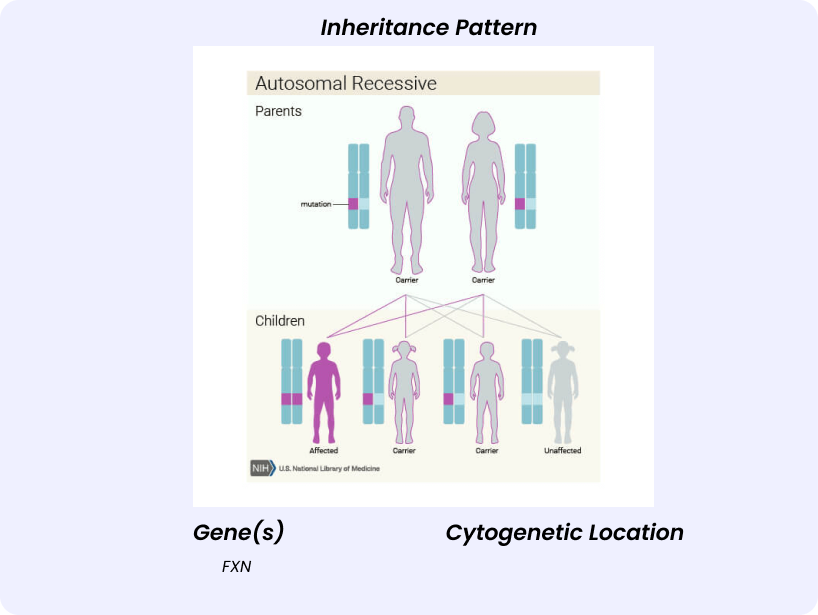 Inheritance Pattern
Autosomal Recessive
Parents
mutation
Carrier Carrier
Children
Affected Carrier Carrier Unaffected
NIH U.S. National Library of Medicine
Gene(s) Cytogenetic Location
FXN